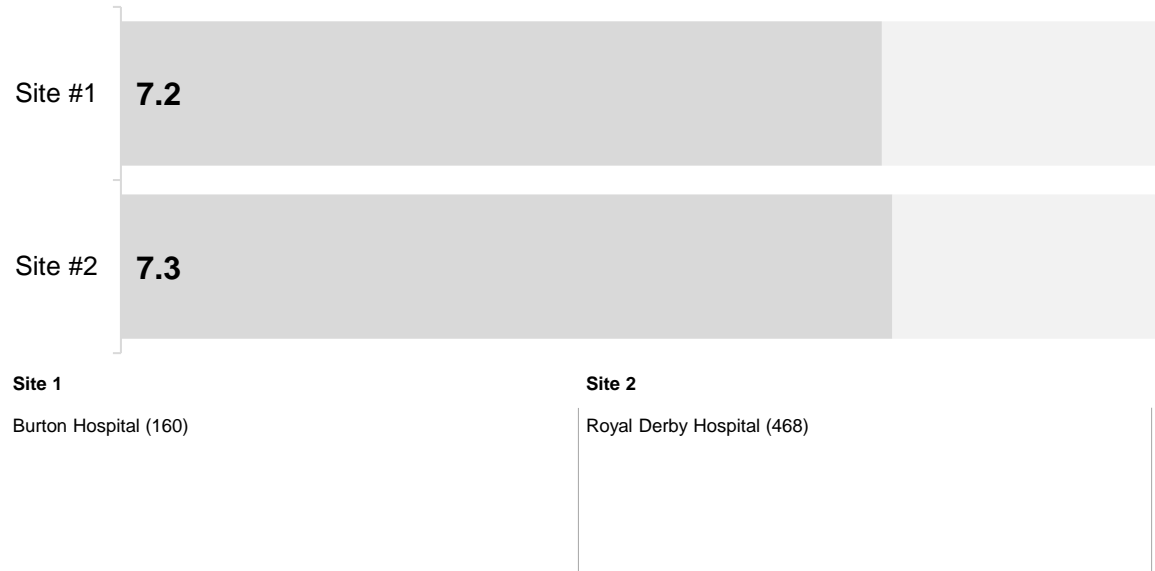 Site #1 7.2
Site #2 7.3
Site 1 Site 2
Burton Hospital (160) Royal Derby Hospital (468)